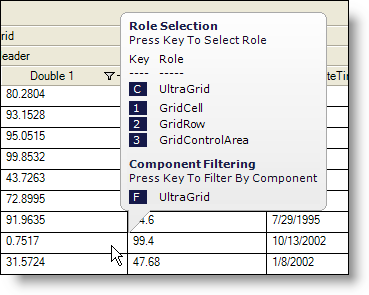 rid
eader
Double 1
teTim
Role Selection
Press Key To Select Role
Key Role
---- -----
C UltraGrid
1 GridCell
2 GridRow
3 GridControlArea
Component Filtering
Press Key To Filter By Component
F UltraGrid
80.2804
93.1528
95.0515
99.8532
43.7263
72.8995
91.9635 4.6 7/29/1995
0.7517 99.4 10/13/2002
31.5724 47.68 1/8/2002